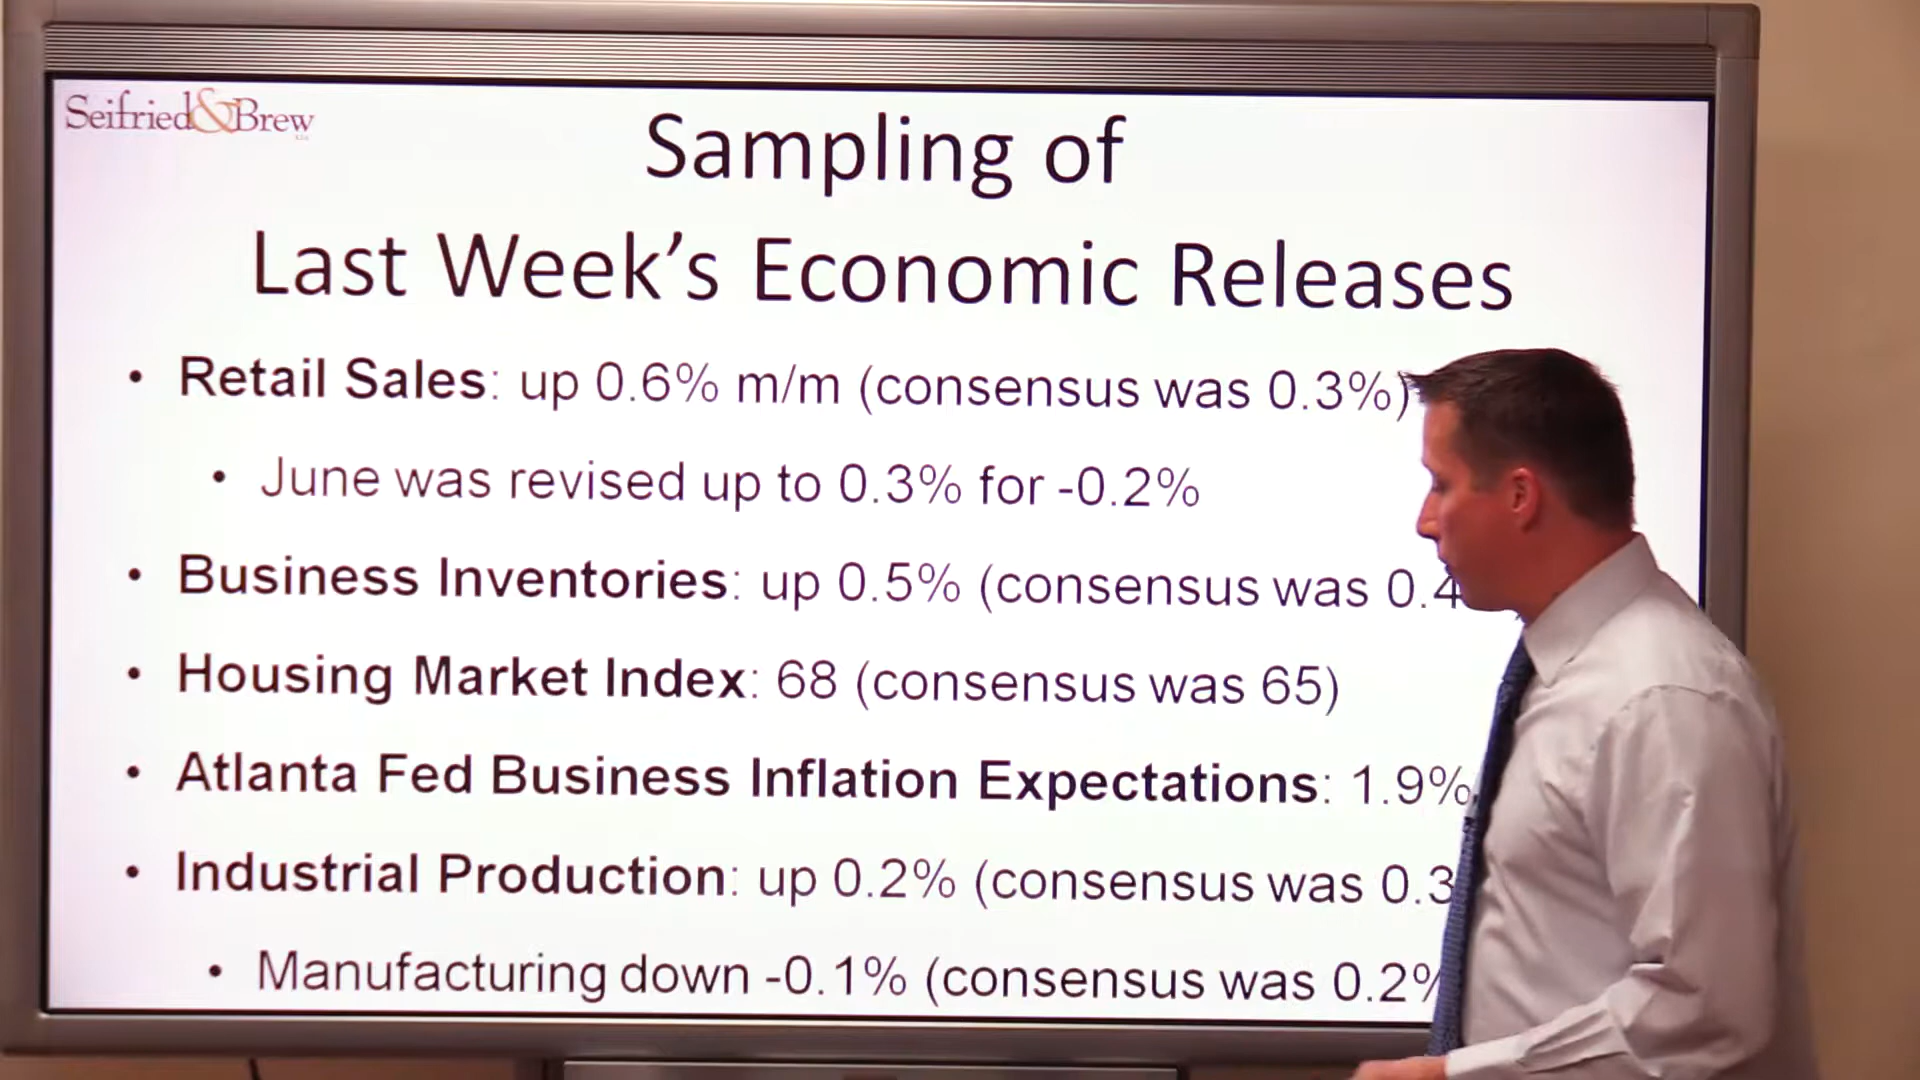 Seifried&Brew
Sampling of
Last Week's Economic Releases
• Retail Sales: up 0.6% m/m (consensus was 0.3%)
• June was revised up to 0.3% for -0.2%
• Business Inventories: up 0.5% (consensus was 0.4
• Housing Market Index: 68 (consensus was 65)
• Atlanta Fed Business Inflation Expectations: 1.9%
• Industrial Production: up 0.2% (consensus was 0.3
• Manufacturing down -0.1% (consensus was 0.2%